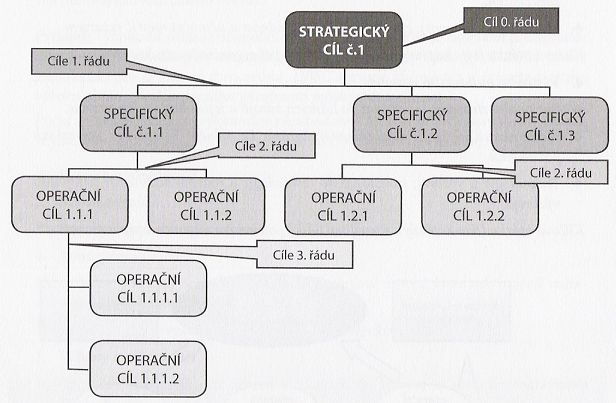 STRATEGICKÝ
CÍL č.1
Cíl 0. řádu
Cíle 1. řádu
SPECIFICKÝ
CÍL č.1.1
SPECIFICKÝ
CÍL č.1.2
SPECIFICKÝ
CÍL č.1.3
Cíle 2. řádu
Cíle 2. řádu
OPERAČNÍ
CÍL 1.1.1
OPERAČNÍ
CÍL 1.1.2
OPERAČNÍ
CÍL 1.2.1
OPERAČNÍ
CÍL 1.2.2
Cíle 3. řádu
OPERAČNÍ
CÍL 1.1.1.1
OPERAČNÍ
CÍL 1.1.1.2